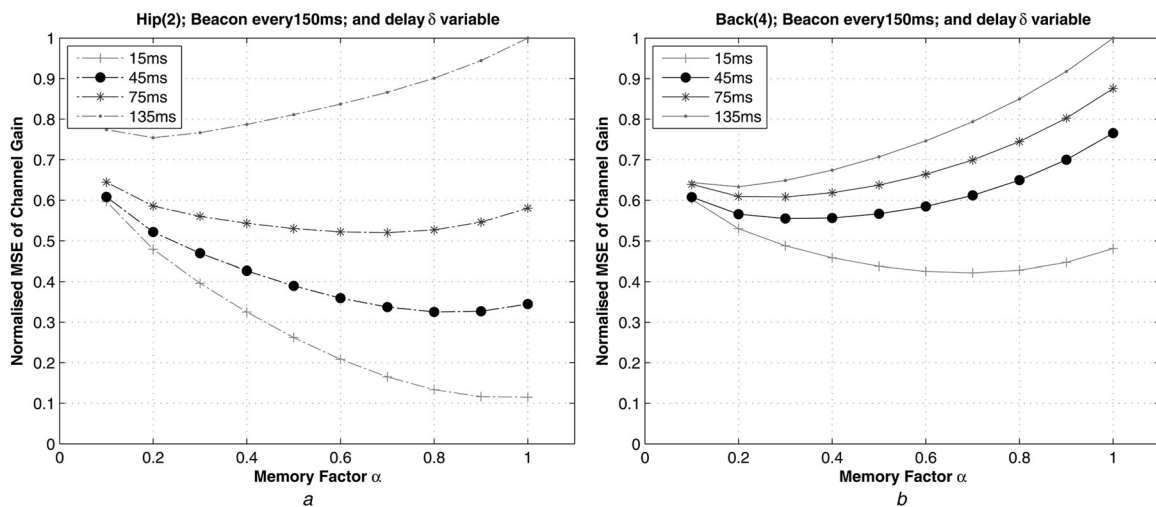 Hip(2); Beacon every150ms; and delay δ variable
1
0.9
0.8
0.7
0.6
0.5
0.4
0.3
0.2
0.1
0
Normalised MSE of Channel Gain
15ms
45ms
75ms
135ms
0
0.2
0.4
0.6
0.8
1
Memory Factor α
a
Back(4); Beacon every150ms; and delay δ variable
1
0.9
0.8
0.7
0.6
0.5
0.4
0.3
0.2
0.1
0
Normalised MSE of Channel Gain
15ms
45ms
75ms
135ms
0
0.2
0.4
0.6
0.8
1
Memory Factor α
b